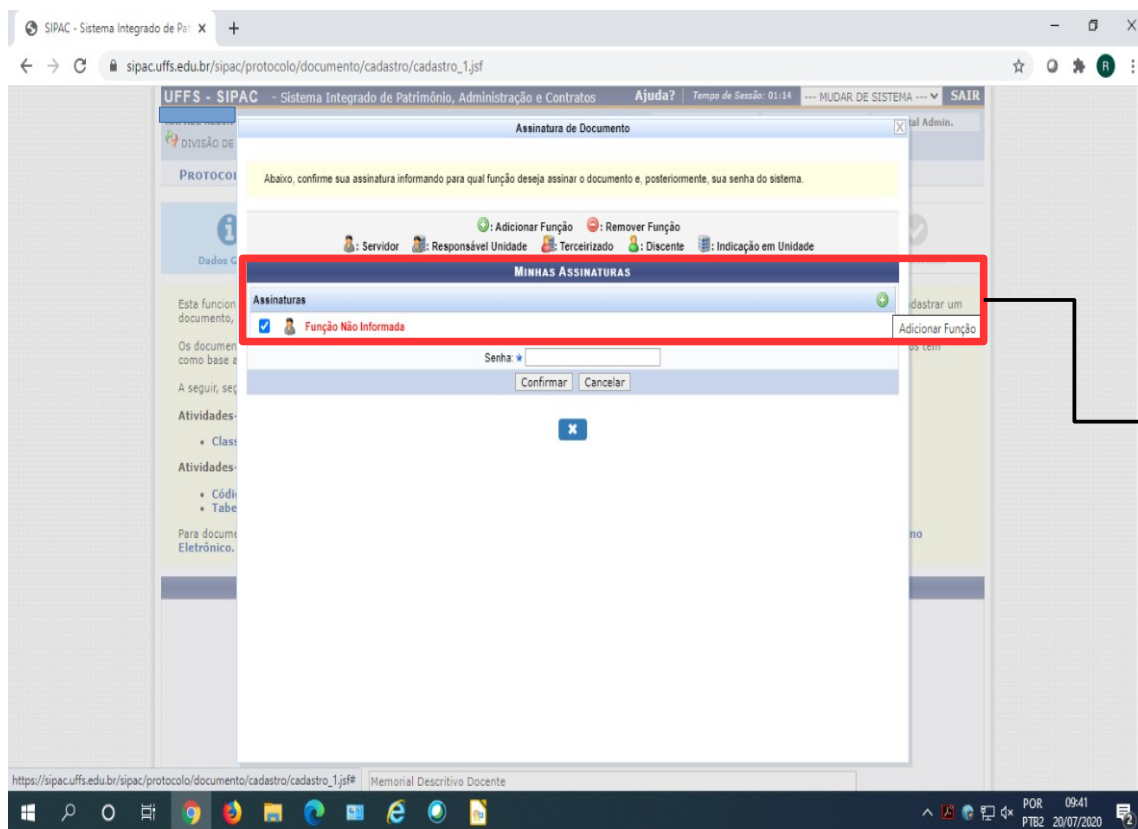 SIPAC - Sistema Integrado de Pat
sipac.uffs.edu.br/sipac/protocolo/documento/cadastro/cadastro_1.jsf
R
UFFS - SIPAC - Sistema Integrado de Patrimônio, Administração e Contratos Ajuda? Tempo de Sessão: 01:14 --- MUDAR DE SISTEMA --- SAIR
Assinatura de Documento
tal Admin.
DIVISÃO DE
PROTOCOL
Abaixo, confirme sua assinatura informando para qual função deseja assinar o documento e, posteriormente, sua senha do sistema.
: Adicionar Função : Remover Função
: Servidor : Responsável Unidade : Terceirizado : Discente : Indicação em Unidade
Dados G
MINHAS ASSINATURAS
Assinaturas
Esta funcion
dastrar um
documento,
Função Não Informada
Adicionar Função
Os documen
os têm
como base a
Senha:
Confirmar Cancelar
A seguir, seg
Atividades-
• Class
Atividades-
• Códi
• Tabe
Para docume
no
Eletrônico.
https://sipac.uffs.edu.br/sipac/protocolo/documento/cadastro/cadastro_1.jsf#
Memorial Descritivo Docente
POR 09:41
PTB2 20/07/2020
2